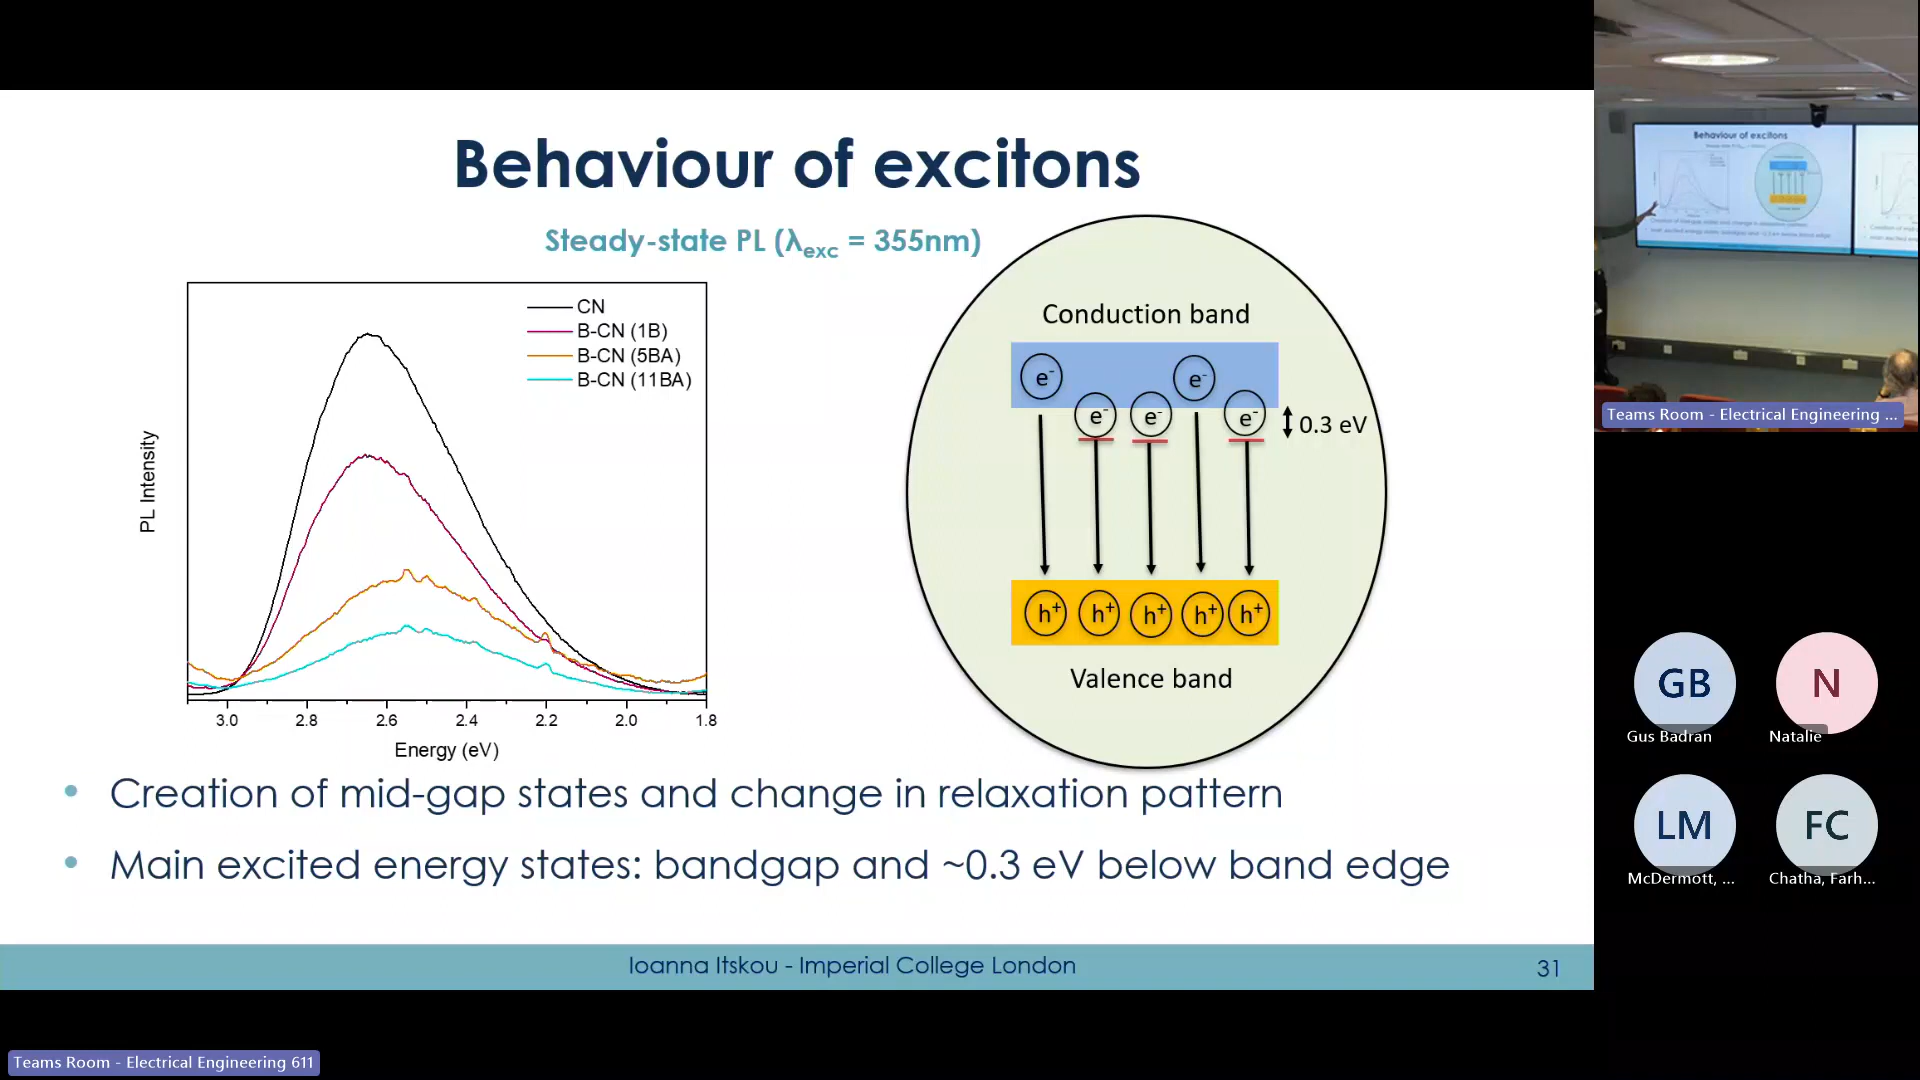 Behaviour of excitons
Steady-state PL (λexc = 355nm)
CN
B-CN (1B)
B-CN (5BA)
B-CN (11BA)
PL Intensity
3.0 2.8 2.6 2.4 2.2 2.0 1.8
Energy (eV)
Conduction band
e- e- e- e- e-
0.3 eV
h+ h+ h+ h+ h+
Valence band
• Creation of mid-gap states and change in relaxation pattern
• Main excited energy states: bandgap and ~0.3 eV below band edge
Ioanna Itskou - Imperial College London
31
Teams Room - Electrical Engineering 611
Behaviour of excitons
Teams Room - Electrical Engineering ...
GB
Gus Badran
N
Natalie
LM
McDermott, ...
FC
Chatha, Farh...